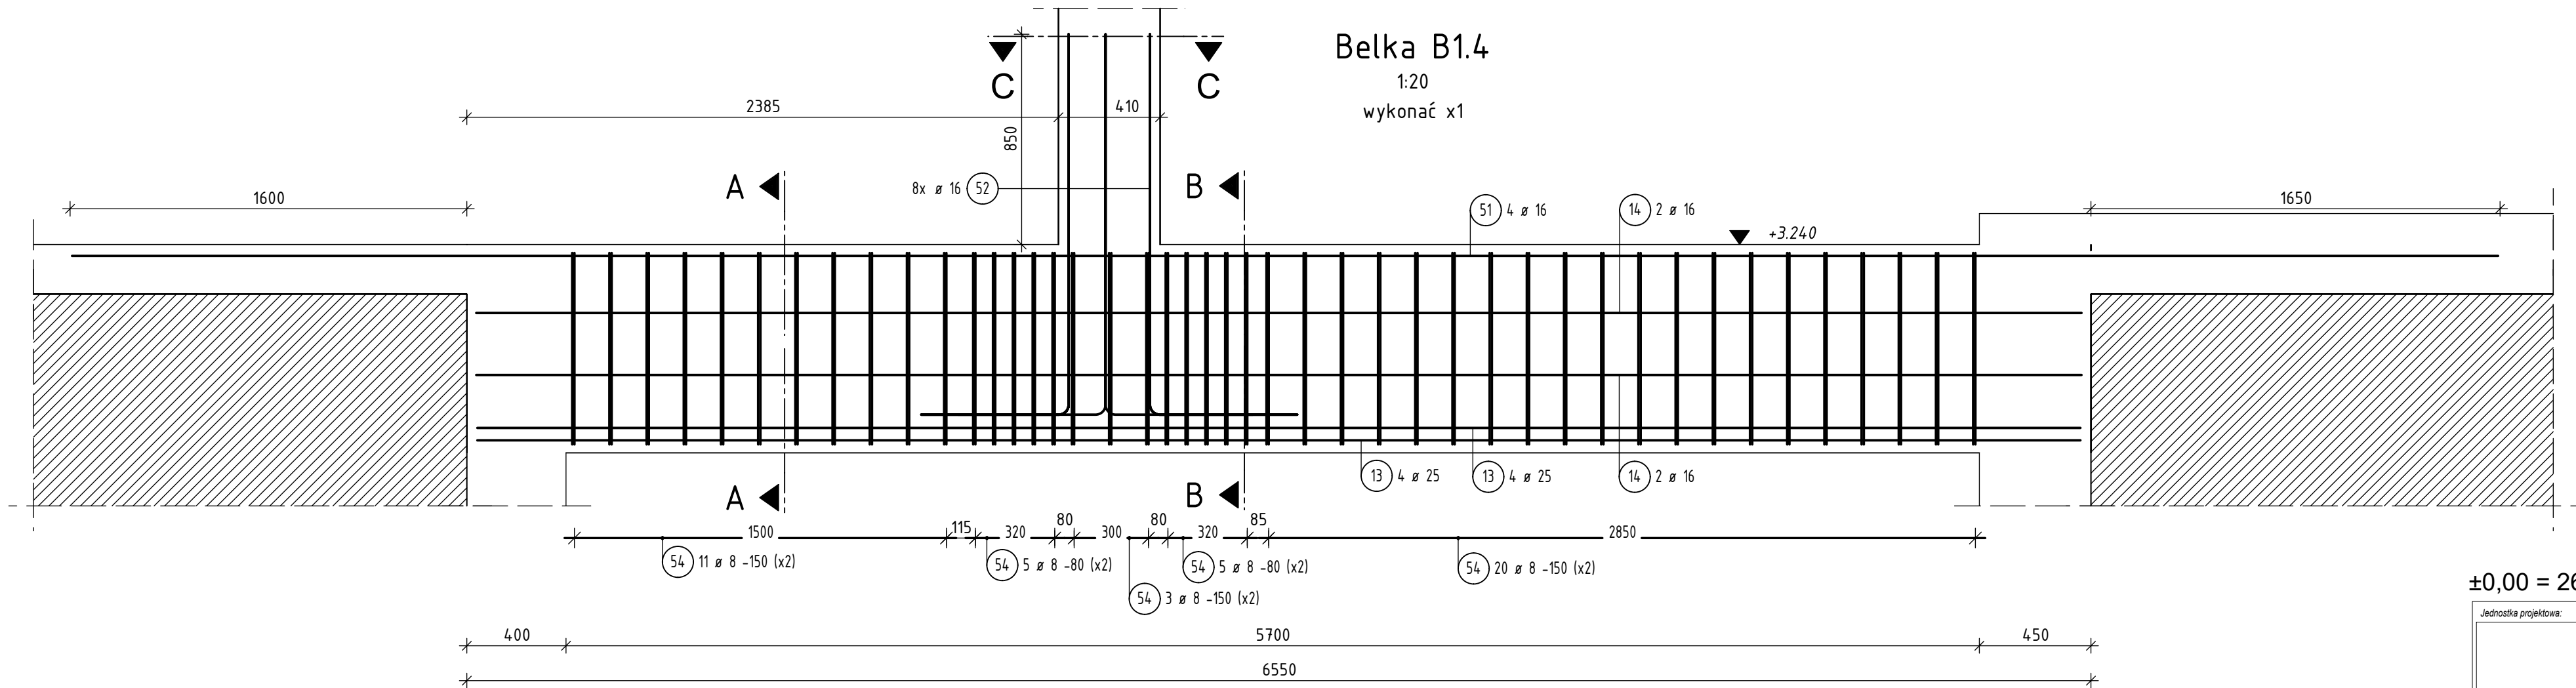 Belka B1.4
1:20
wykonać x1
C
C
2385
410
850
A
B
8x ø 16 52
1600
51 4 ø 16
14 2 ø 16
+3.240
1650
13 4 ø 25
13 4 ø 25
14 2 ø 16
A
B
1500
115
320
80
300
80
320
85
2850
54 11 ø 8 -150 (x2)
54 5 ø 8 -80 (x2)
54 3 ø 8 -150 (x2)
54 5 ø 8 -80 (x2)
54 20 ø 8 -150 (x2)
±0,00 = 26
Jednostka projektowa:
400
5700
450
6550